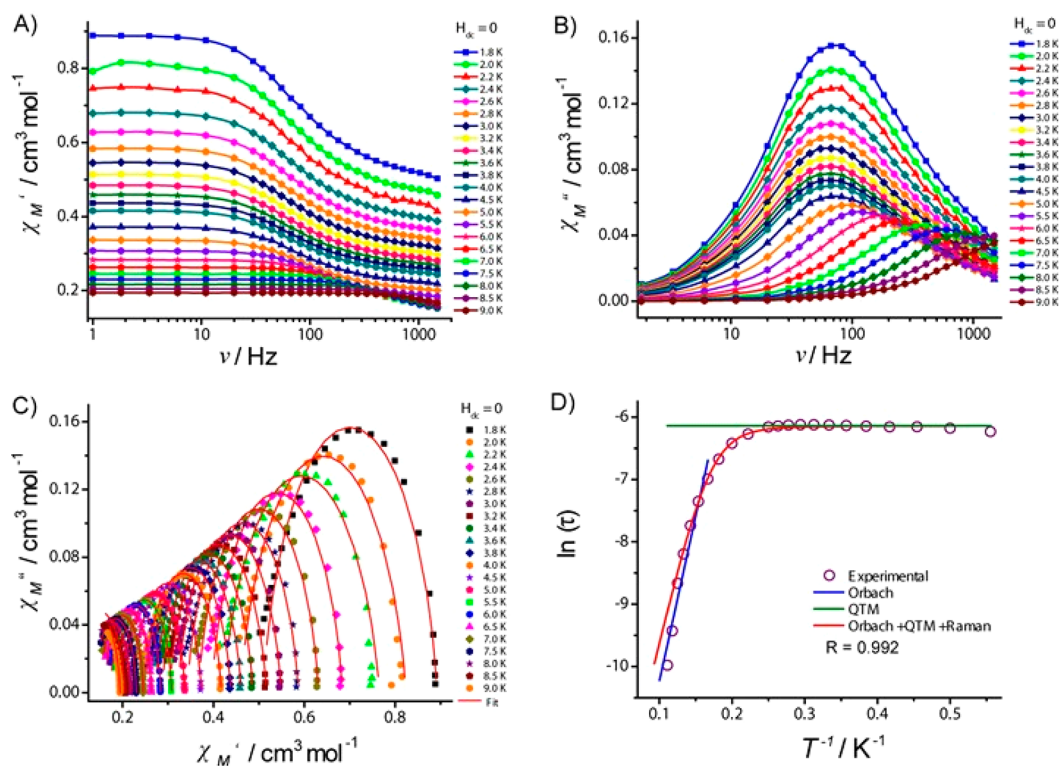 A)
H dc = 0
1.8 K
2.0 K
2.2 K
2.4 K
2.6 K
2.8 K
3.0 K
3.2 K
3.4 K
3.6 K
3.8 K
4.0 K
4.5 K
5.0 K
5.5 K
6.0 K
6.5 K
7.0 K
7.5 K
8.0 K
8.5 K
9.0 K
0.8
0.6
0.4
0.2
χ M ' / cm³ mol⁻¹
1 10 100 1000
ν / Hz
B)
H dc = 0
1.8 K
2.0 K
2.2 K
2.4 K
2.6 K
2.8 K
3.0 K
3.2 K
3.4 K
3.6 K
3.8 K
4.0 K
4.5 K
5.0 K
5.5 K
6.0 K
6.5 K
7.0 K
7.5 K
8.0 K
8.5 K
9.0 K
0.16
0.12
0.08
0.04
0.00
χ M " / cm³ mol⁻¹
10 100 1000
ν / Hz
C)
H dc = 0
1.8 K
2.0 K
2.2 K
2.4 K
2.6 K
2.8 K
3.0 K
3.2 K
3.4 K
3.6 K
3.8 K
4.0 K
4.5 K
5.0 K
5.5 K
6.0 K
6.5 K
7.0 K
7.5 K
8.0 K
8.5 K
9.0 K
Fit
0.16
0.12
0.08
0.04
0.00
χ M " / cm³ mol⁻¹
0.2 0.4 0.6 0.8
χ M ' / cm³ mol⁻¹
D)
-6
-7
-8
-9
-10
ln (τ)
Experimental
Orbach
QTM
Orbach +QTM +Raman
R = 0.992
0.1 0.2 0.3 0.4 0.5
T⁻¹ / K⁻¹